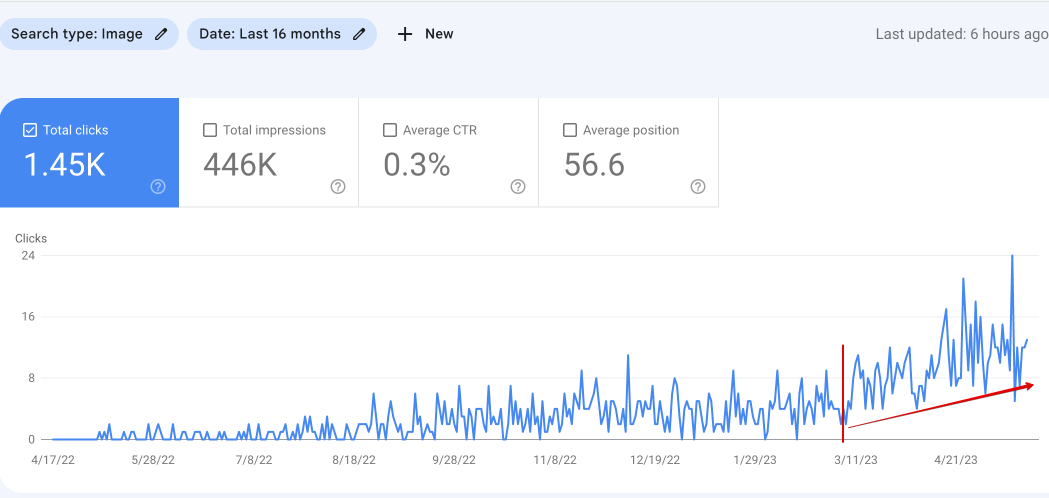 Search type: Image
Date: Last 16 months
+ New
Last updated: 6 hours ago
Total clicks
1.45K
Total impressions
446K
Average CTR
0.3%
Average position
56.6
Clicks
24
16
8
0
4/17/22
5/28/22
7/8/22
8/18/22
9/28/22
11/8/22
12/19/22
1/29/23
3/11/23
4/21/23